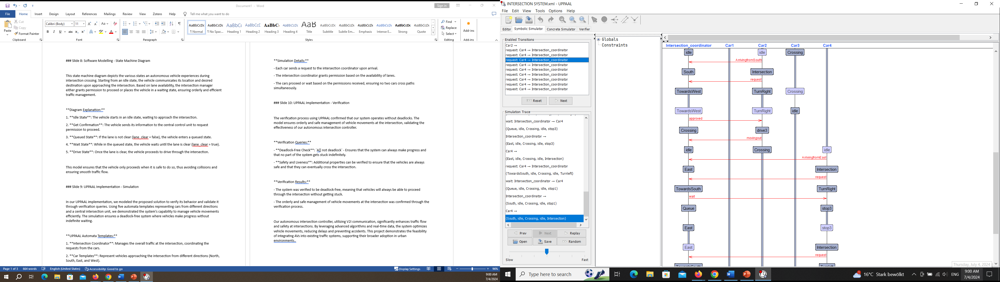 Document1 - Word
Sign in
File Home Insert Design Layout References Mailings Review View Zotero Help Tell me what you want to do
Paste
Cut
Copy
Format Painter
Clipboard
Calibri (Body) 11
Font
Paragraph
AaBbCcDc AaBbCcDc AaBbCc AaBbCcE AaBbC AaBbCcDc AaB AaBbCcDc AaBbCcDc AaBbCcDc AaBbCcDc AaBbCcDc AaBbCcDc
¶ Normal ¶ No Spac... Heading 1 Heading 2 Heading 3 Heading 4 Title Subtitle Subtle Em... Emphasis Intense E... Strong Quote
Styles
Find
Replace
Select
Editing
Add-ins
Add-ins
### Slide 8: Software Modelling - State Machine Diagram
This state machine diagram depicts the various states an autonomous vehicle experiences during
intersection crossing. Starting from an idle state, the vehicle communicates its location and desired
destination upon approaching the intersection. Based on lane availability, the intersection manager
either grants permission to proceed or places the vehicle in a waiting state, ensuring orderly and efficient
traffic management.
**Diagram Explanation:**
1. **Idle State**: The vehicle starts in an idle state, waiting to approach the intersection.
2. **Get Confirmation**: The vehicle sends its information to the central control unit to request
permission to proceed.
3. **Queued State**: If the lane is not clear (lane_clear = false), the vehicle enters a queued state.
4. **Wait State**: While in the queued state, the vehicle waits until the lane is clear (lane_clear = true).
5. **Drive State**: Once the lane is clear, the vehicle proceeds to drive through the intersection.
This model ensures that the vehicle only proceeds when it is safe to do so, thus avoiding collisions and
ensuring smooth traffic flow.
### Slide 9: UPPAAL Implementation - Simulation
In our UPPAAL implementation, we modeled the proposed solution to verify its behavior and validate it
through verification queries. Using five automata templates representing cars from different directions
and a central intersection unit, we demonstrated the system's capability to manage vehicle movements
efficiently. The simulation ensures a deadlock-free system where vehicles make progress without
indefinite waiting.
**UPPAAL Automata Templates:**
1. **Intersection Coordinator**: Manages the overall traffic at the intersection, coordinating the
requests from the cars.
2. **Car Templates**: Represent vehicles approaching the intersection from different directions (North,
South, East, and West).
**Simulation Details:**
- Each car sends a request to the intersection coordinator upon arrival.
- The intersection coordinator grants permission based on the availability of lanes.
- The cars proceed or wait based on the permissions received, ensuring no two cars cross paths
simultaneously.
### Slide 10: UPPAAL Implementation - Verification
The verification process using UPPAAL confirmed that our system operates without deadlocks. The
model ensures orderly and safe management of vehicle movements at the intersection, validating the
effectiveness of our autonomous intersection controller.
**Verification Queries:**
- **Deadlock-Free Check**: `A[] not deadlock` - Ensures that the system can always make progress and
that no part of the system gets stuck indefinitely.
- **Safety and Liveness**: Additional properties can be verified to ensure that the vehicles are always
safe and that they can eventually cross the intersection.
**Verification Results:**
- The system was verified to be deadlock-free, meaning that vehicles will always be able to proceed
through the intersection without getting stuck.
- The orderly and safe management of vehicle movements at the intersection was confirmed through the
verification process.
Our autonomous intersection controller, utilizing V2I communication, significantly enhances traffic flow
and safety at intersections. By leveraging advanced algorithms and real-time data, the system optimizes
vehicle movements, reducing delays and preventing accidents. This project demonstrates the feasibility
of integrating AVs into existing traffic systems, supporting their broader adoption in urban
environments..
Page 1 of 3 664 words English (United States) Accessibility: Good to go Display Settings 96%
9:00 AM
7/4/2024
INTERSECTION SYSTEM.xml - UPPAAL
File Edit View Tools Options Help
Editor Symbolic Simulator Concrete Simulator Verifier
Enabled Transitions
Car2 →
request: Car4 → Intersection_coordinator
request: Car4 → Intersection_coordinator
request: Car4 → Intersection_coordinator
request: Car4 → Intersection_coordinator
request: Car4 → Intersection_coordinator
request: Car4 → Intersection_coordinator
request: Car4 → Intersection_coordinator
request: Car4 → Intersection_coordinator
request: Car4 → Intersection_coordinator
Reset Next
Simulation Trace
wait: Intersection_coordinator → Car4
(Queue, idle, Crossing, idle, stop3)
Intersection_coordinator →
(East, idle, Crossing, idle, stop3)
Car4 →
(East, idle, Crossing, idle, Intersection)
request: Car4 → Intersection_coordinator
(TowardsSouth, idle, Crossing, idle, Turnleft)
wait: Intersection_coordinator → Car4
(Queue, idle, Crossing, idle, stop1)
Intersection_coordinator →
(South, idle, Crossing, idle, stop1)
Car4 →
(South, idle, Crossing, idle, Intersection)
Prev Next Replay
Open Save Random
Slow Fast
Globals
Constraints
Intersection_coordinator Car1 Car2 Car3 Car4
idle idle Crossing
ArrivingfromSouth
South Intersection
request
TowardsWest TurnRight Crossing
TowardsWest TurnRight idle
approved
Crossing drive3
movingout
idle Crossing idle
ArrivingfromEast
East Intersection
request
TowardsSouth TurnRight
wait
Queue stop3
East stop3
East Intersection
request
TowardsSouth Turnleft
Thursday, July 4, 2024
Type here to search
16°C Stark bewölkt ENG
9:00 AM
7/4/2024